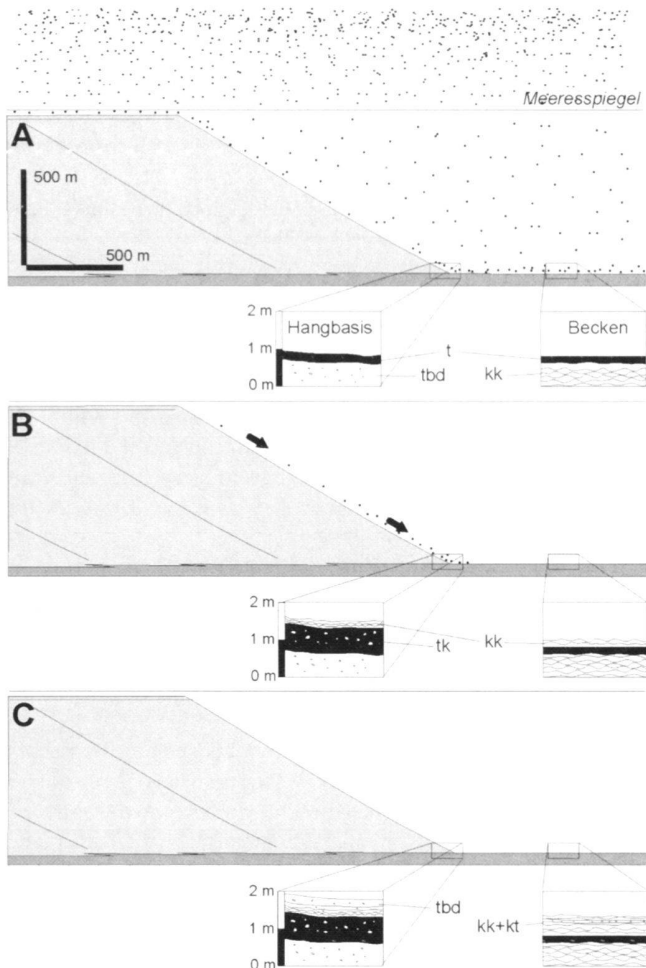 Meeresspiegel
A
500 m
500 m
2 m
1 m
0 m
Hangbasis
t
tbd
kk
Becken
B
2 m
1 m
0 m
kk
tk
C
2 m
1 m
0 m
tbd
kk+kt